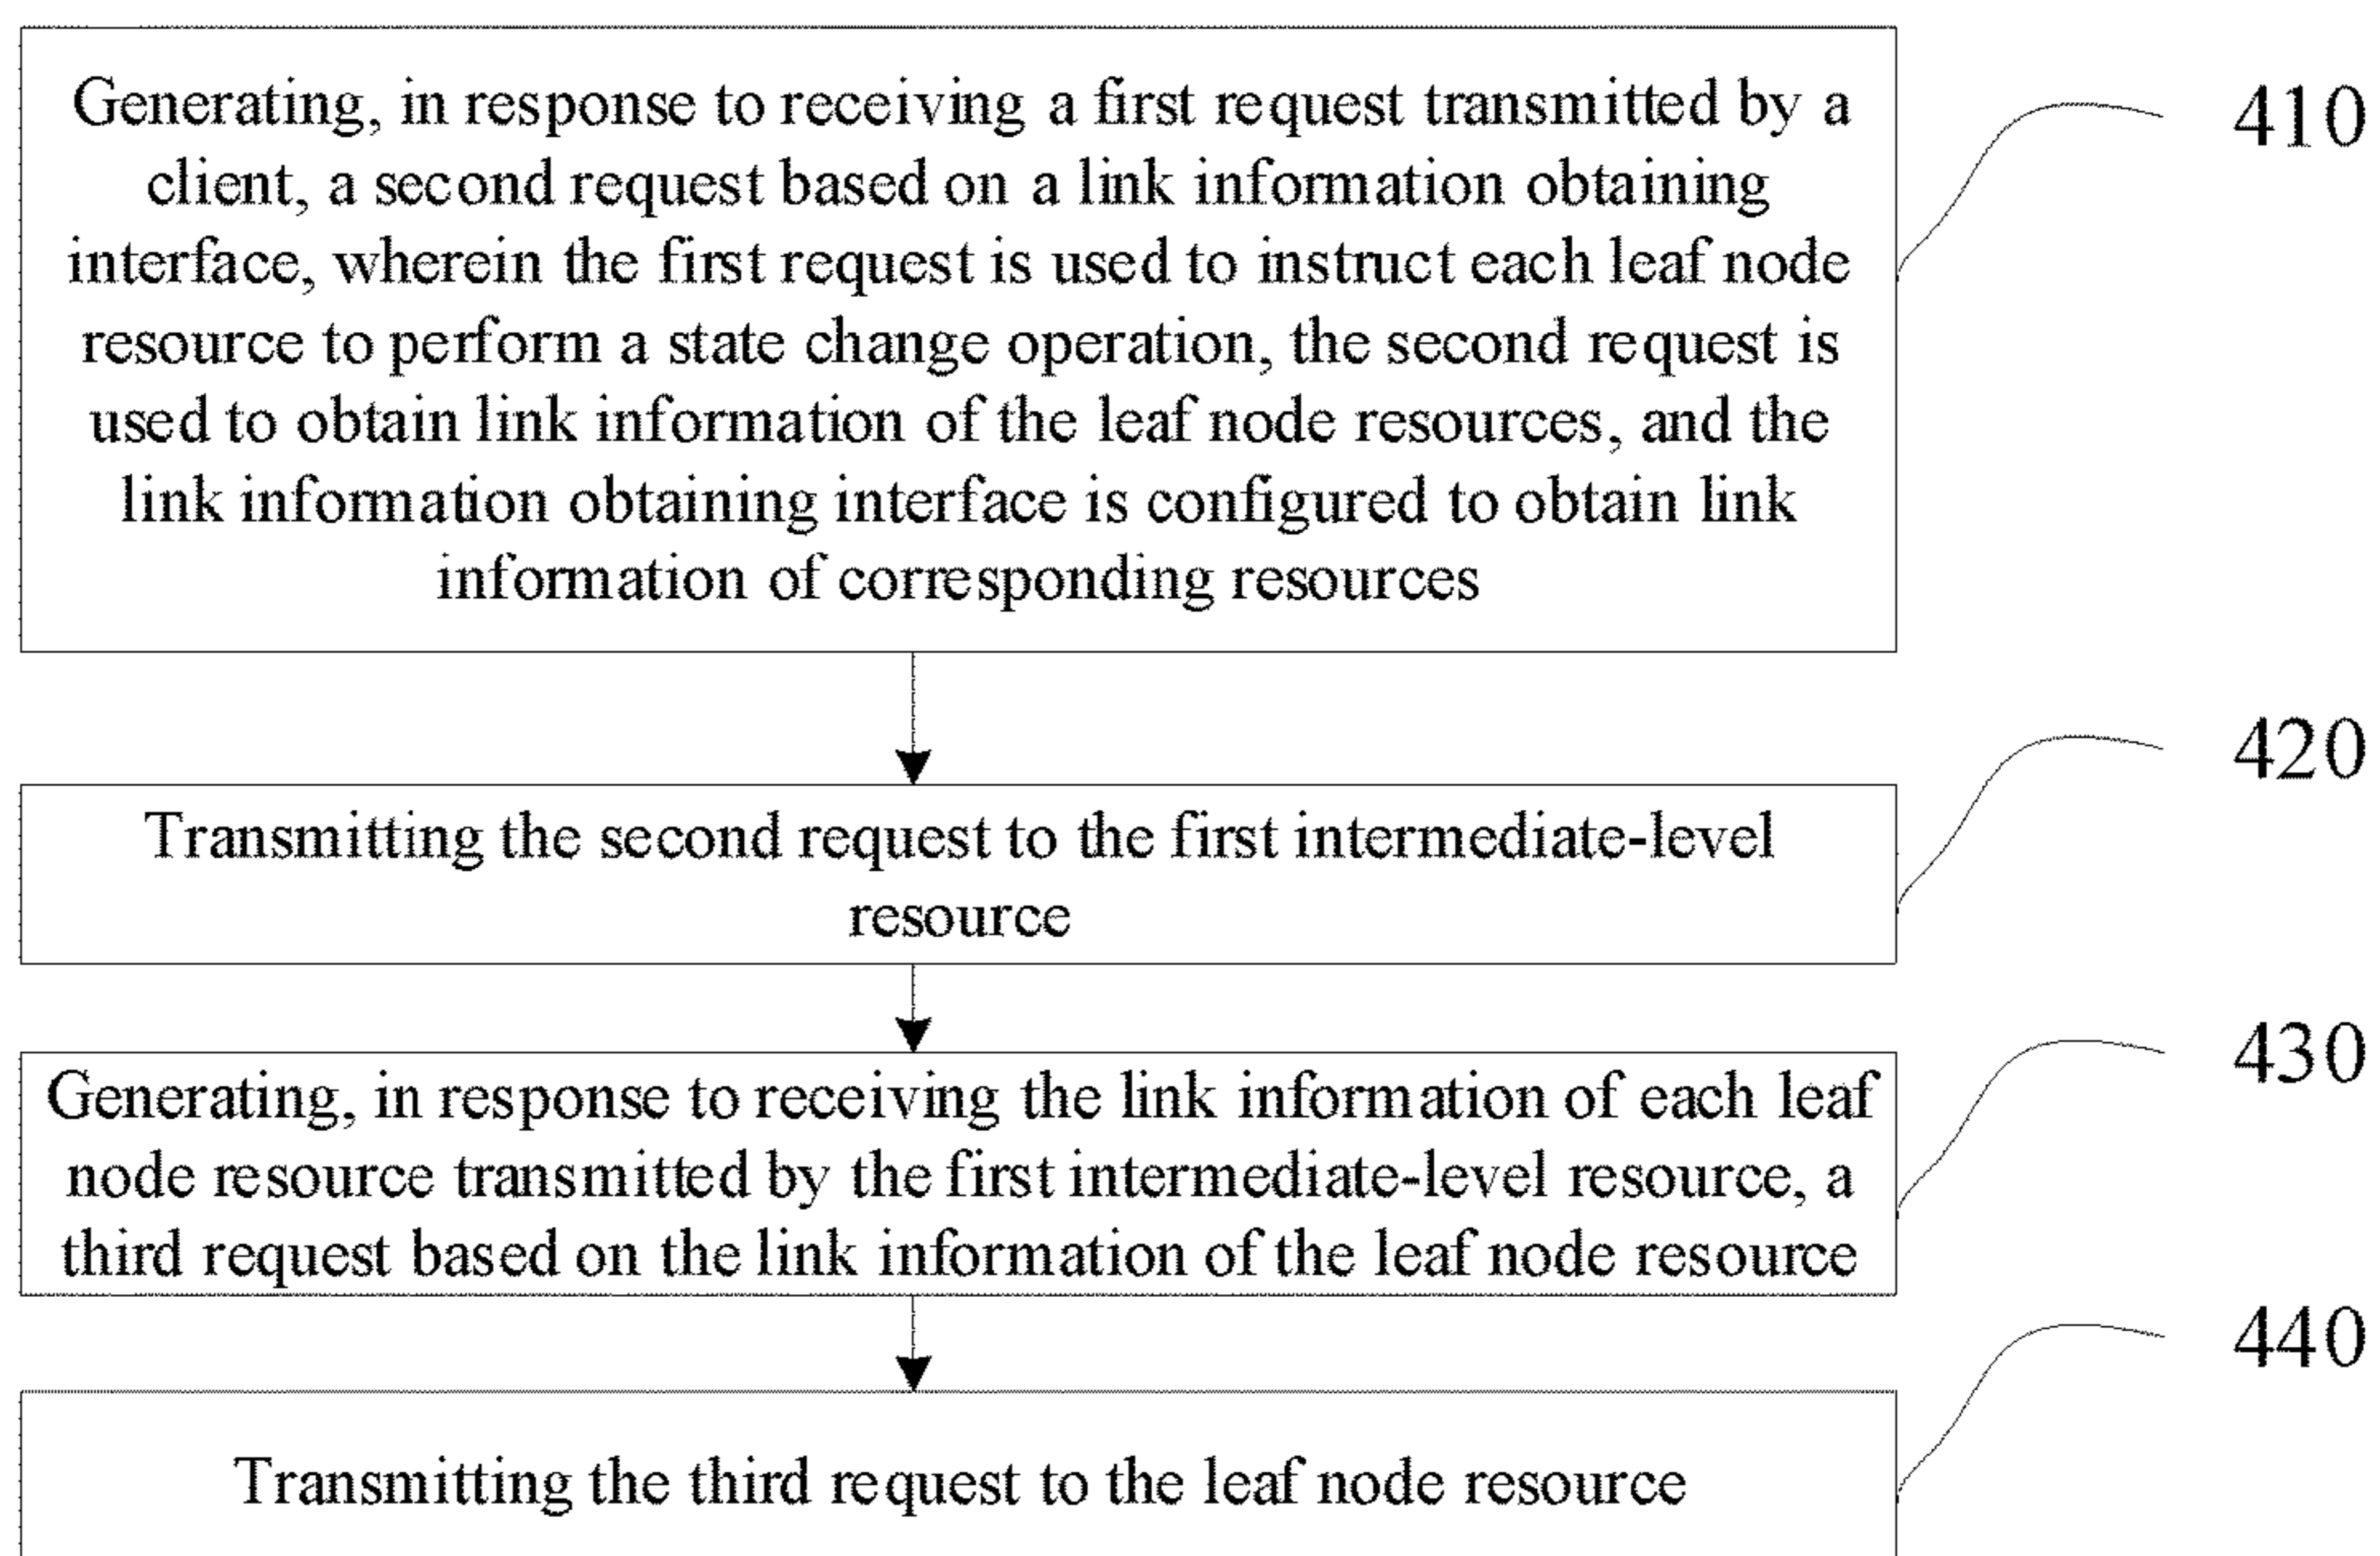 Generating, in response to receiving a first request transmitted by a
client, a second request based on a link information obtaining
interface, wherein the first request is used to instruct each leaf node
resource to perform a state change operation, the second request is
used to obtain link information of the leaf node resources, and the
link information obtaining interface is configured to obtain link
information of corresponding resources
410
Transmitting the second request to the first intermediate-level
resource
420
Generating, in response to receiving the link information of each leaf
node resource transmitted by the first intermediate-level resource, a
third request based on the link information of the leaf node resource
430
Transmitting the third request to the leaf node resource
440